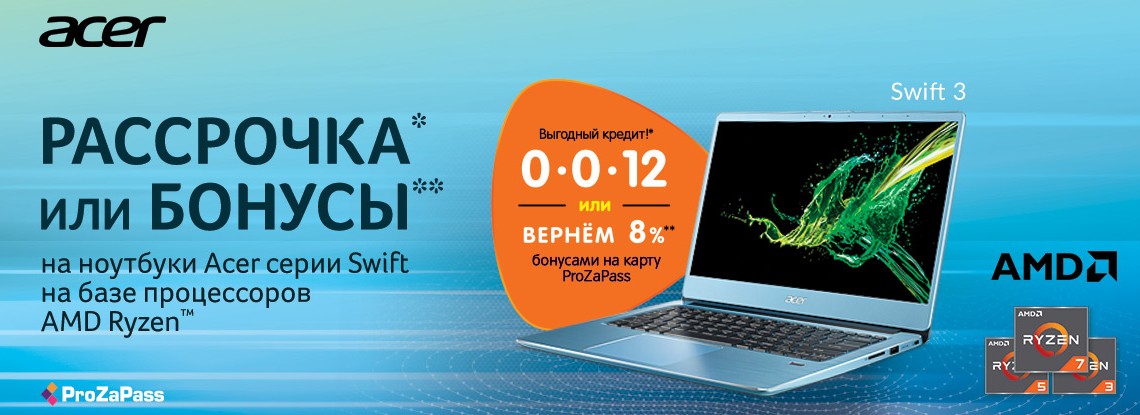 acer
РАССРОЧКА*
или БОНУСЫ**
на ноутбуки Acer серии Swift
на базе процессоров
AMD Ryzen™
ProZaPass
Выгодный кредит!*
0·0·12
или
ВЕРНЁМ 8%**
бонусами на карту
ProZaPass
Swift 3
acer
AMD
AMD
RYZEN
7
AMD
RY
5
3